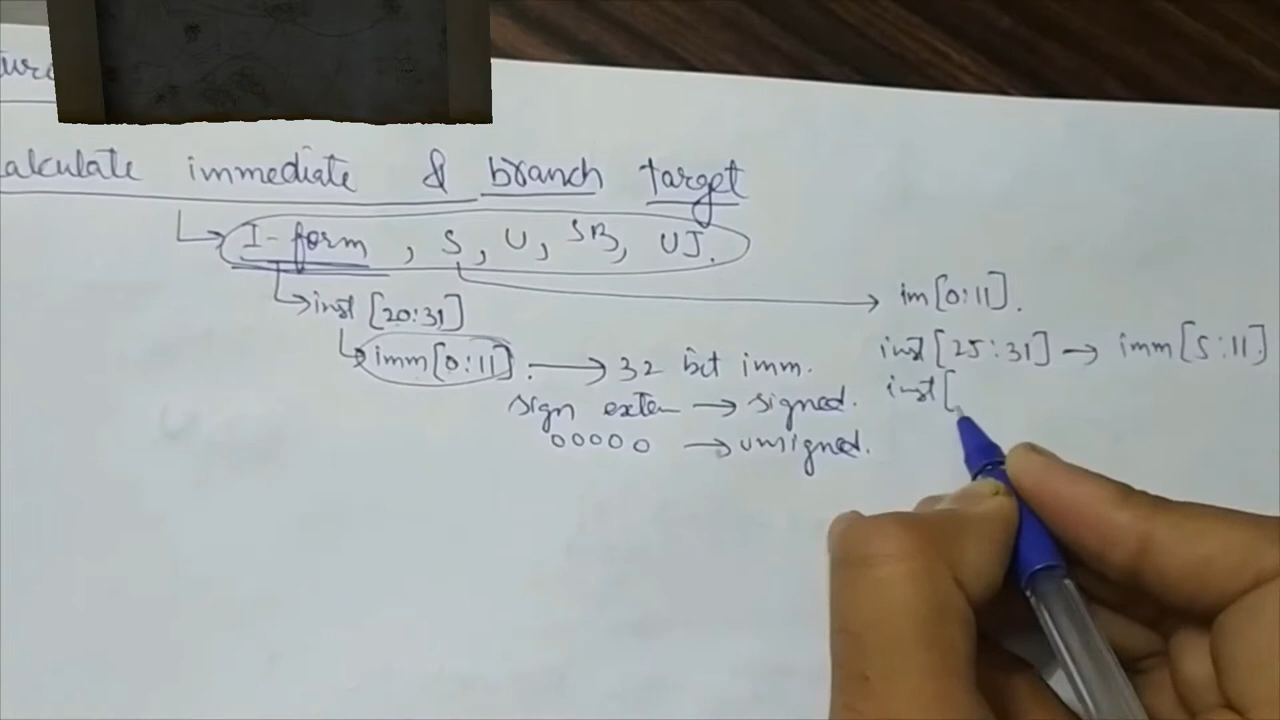 immediate & branch target
I-form, S, U, SB, UJ.
inst [20:31]
imm[0:11]. → 32 bit imm.
sign exten → signed.
00000 → unsigned.
im[0:11].
inst [25:31] → imm[5:11]
inst [